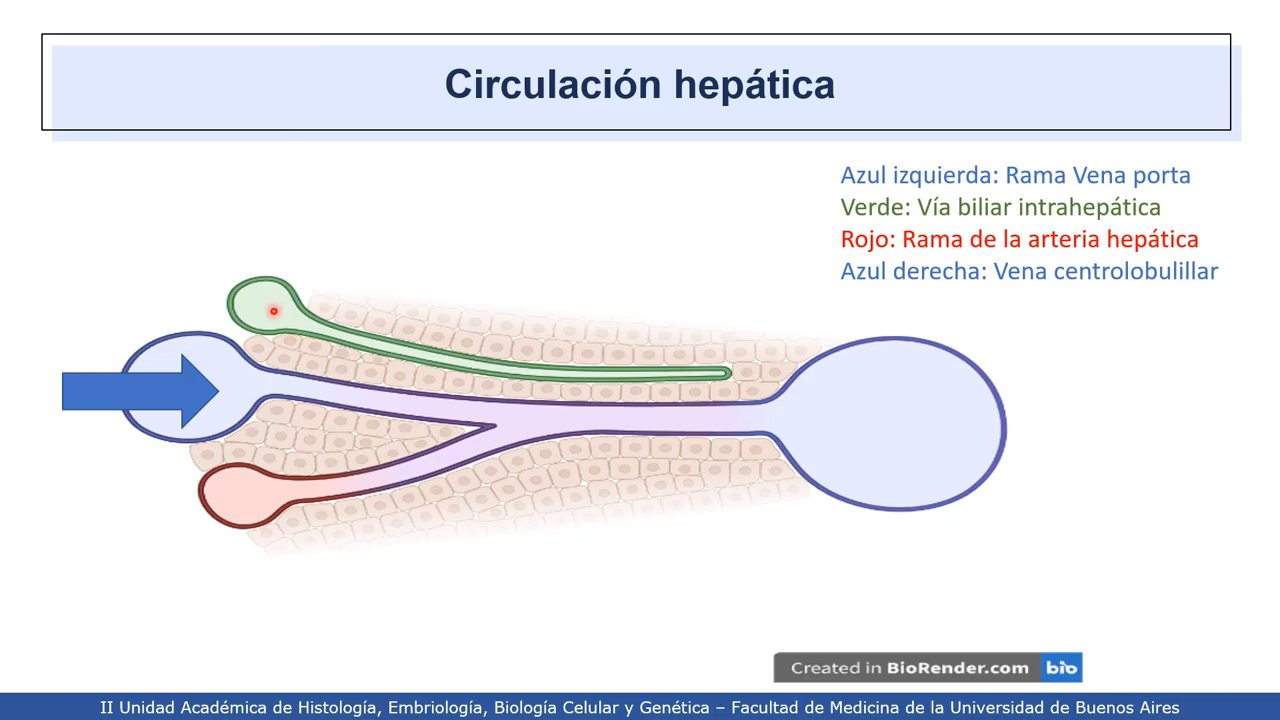 Circulación hepática
Azul izquierda: Rama Vena porta
Verde: Vía biliar intrahepática
Rojo: Rama de la arteria hepática
Azul derecha: Vena centrolobulillar
Created in BioRender.com bio
II Unidad Académica de Histología, Embriología, Biología Celular y Genética – Facultad de Medicina de la Universidad de Buenos Aires